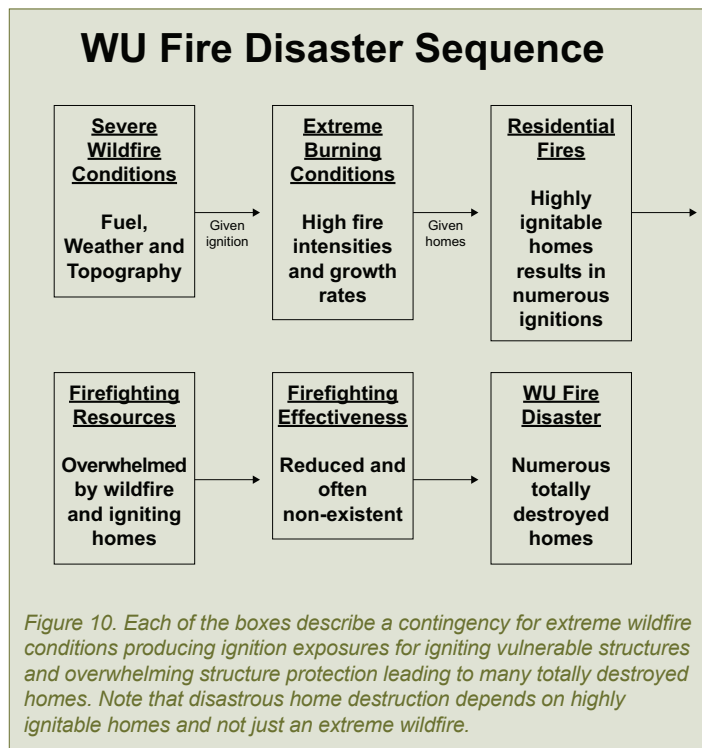 WU Fire Disaster Sequence
Severe
Wildfire
Conditions
Fuel,
Weather and
Topography
Given
ignition
Extreme
Burning
Conditions
High fire
intensities
and growth
rates
Given
homes
Residential
Fires
Highly
ignitable
homes
results in
numerous
ignitions
Firefighting
Resources
Overwhelmed
by wildfire
and igniting
homes
Firefighting
Effectiveness
Reduced and
often
non-existent
WU Fire
Disaster
Numerous
totally
destroyed
homes
Figure 10. Each of the boxes describe a contingency for extreme wildfire
conditions producing ignition exposures for igniting vulnerable structures
and overwhelming structure protection leading to many totally destroyed
homes. Note that disastrous home destruction depends on highly
ignitable homes and not just an extreme wildfire.